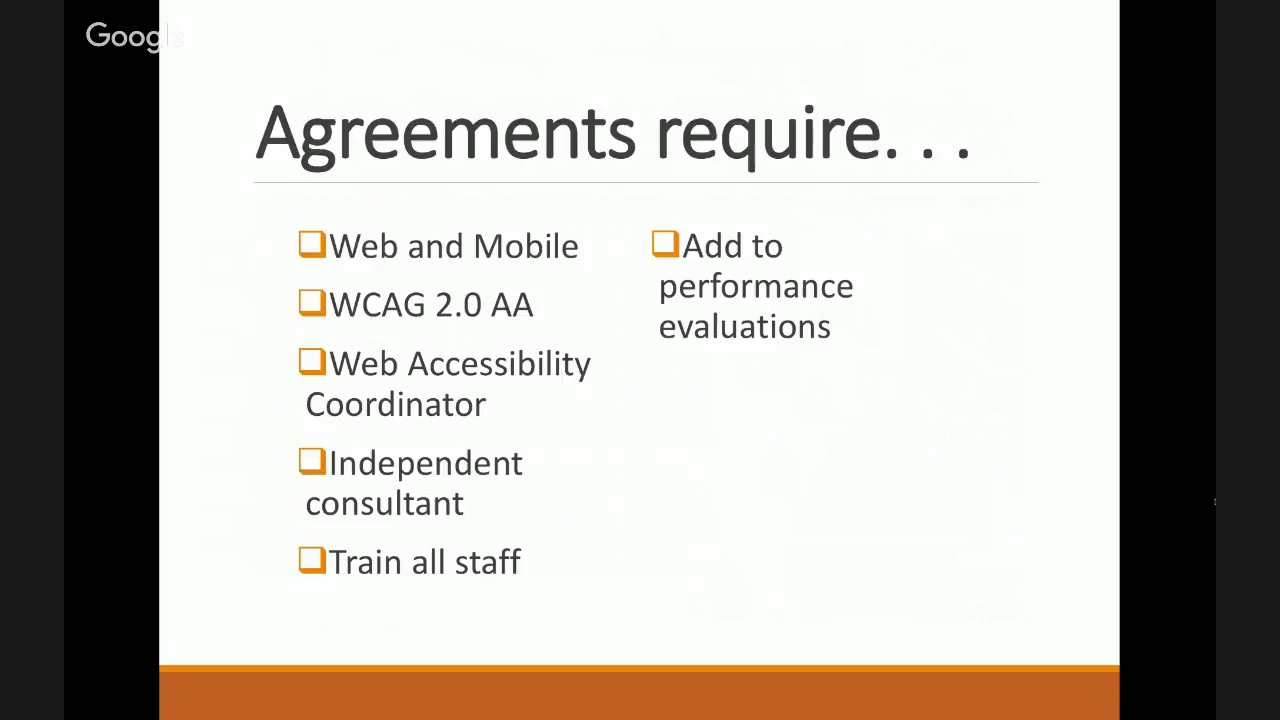 Google
Agreements require. . .
Web and Mobile
WCAG 2.0 AA
Web Accessibility
Coordinator
Independent
consultant
Train all staff
Add to
performance
evaluations